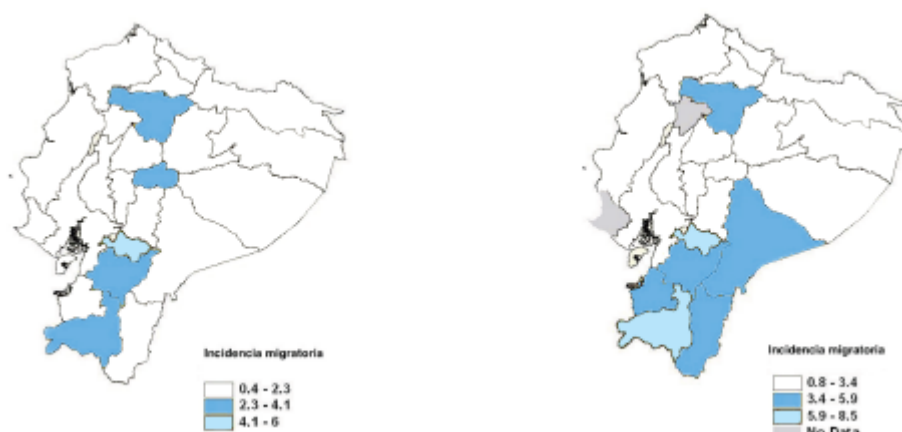 Incidencia migratoria
0.4 - 2.3
2.3 - 4.1
4.1 - 6
Incidencia migratoria
0.8 - 3.4
3.4 - 5.9
5.9 - 8.5
No Data